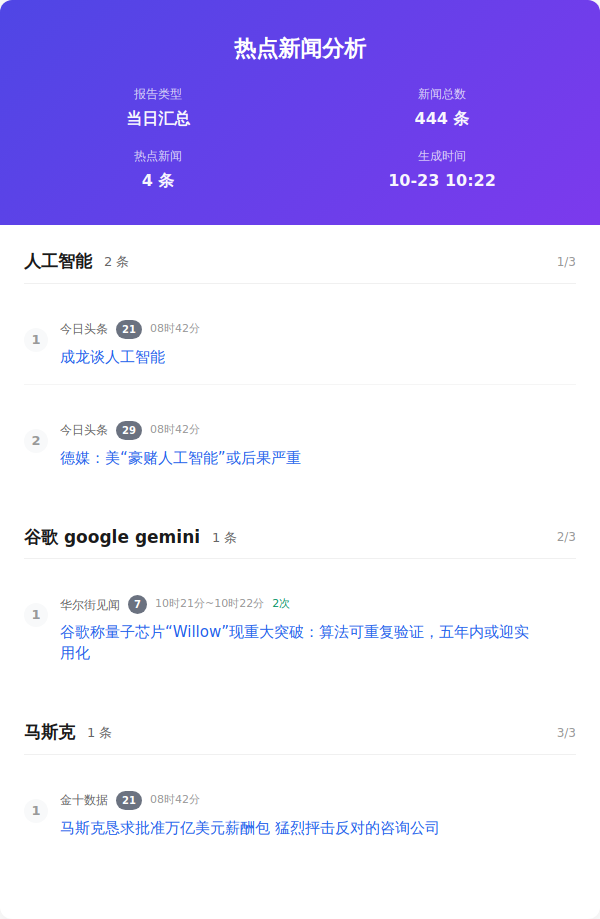 热点新闻分析
报告类型
新闻总数
当日汇总
444 条
热点新闻
生成时间
4 条
10-23 10:22
人工智能 2 条 1/3
1
今日头条 21 08时42分
成龙谈人工智能
2
今日头条 29 08时42分
德媒：美“豪赌人工智能”或后果严重
谷歌 google gemini 1 条 2/3
1
华尔街见闻 7 10时21分~10时22分 2次
谷歌称量子芯片“Willow”现重大突破：算法可重复验证，五年内或迎实
用化
马斯克 1 条 3/3
1
金十数据 21 08时42分
马斯克恳求批准万亿美元薪酬包 猛烈抨击反对的咨询公司